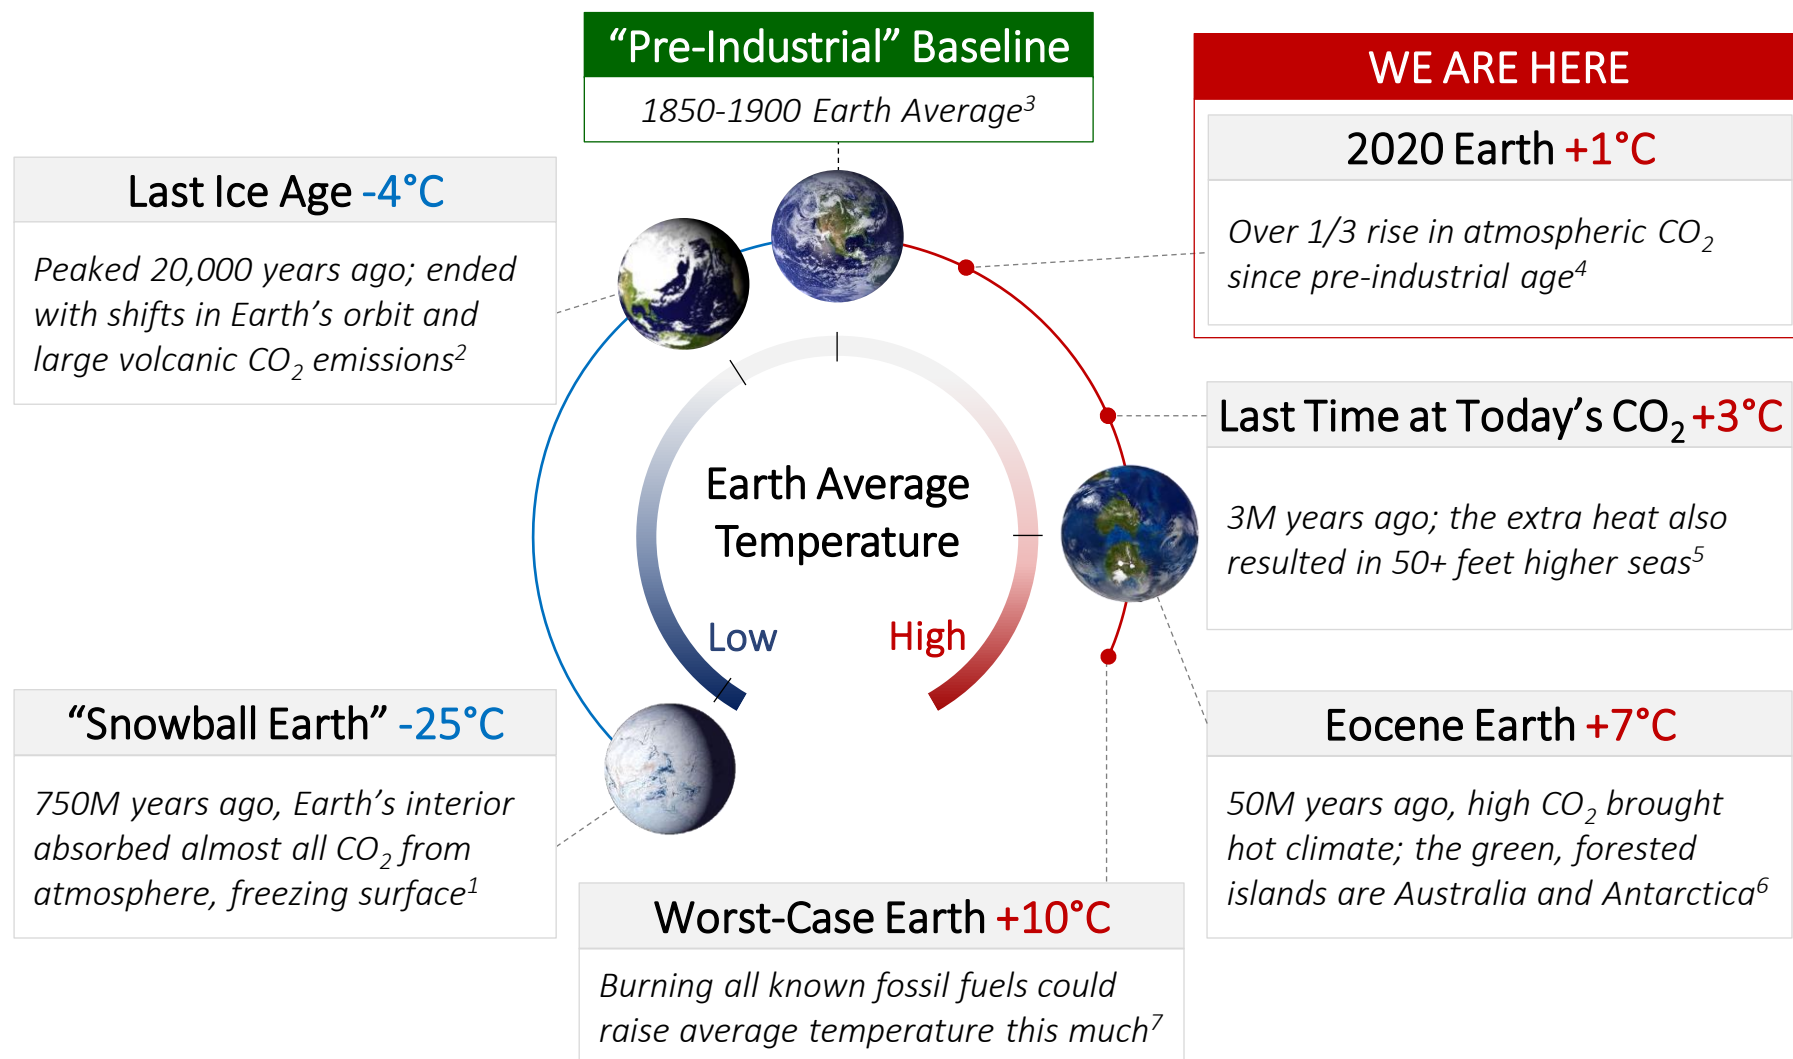 “Pre-Industrial” Baseline
1850-1900 Earth Average³
WE ARE HERE
2020 Earth +1°C
Over 1/3 rise in atmospheric CO₂
since pre-industrial age⁴
Last Ice Age -4°C
Peaked 20,000 years ago; ended
with shifts in Earth’s orbit and
large volcanic CO₂ emissions²
Last Time at Today’s CO₂ +3°C
3M years ago; the extra heat also
resulted in 50+ feet higher seas⁵
Earth Average
Temperature
Low
High
“Snowball Earth” -25°C
750M years ago, Earth’s interior
absorbed almost all CO₂ from
atmosphere, freezing surface¹
Eocene Earth +7°C
50M years ago, high CO₂ brought
hot climate; the green, forested
islands are Australia and Antarctica⁶
Worst-Case Earth +10°C
Burning all known fossil fuels could
raise average temperature this much⁷